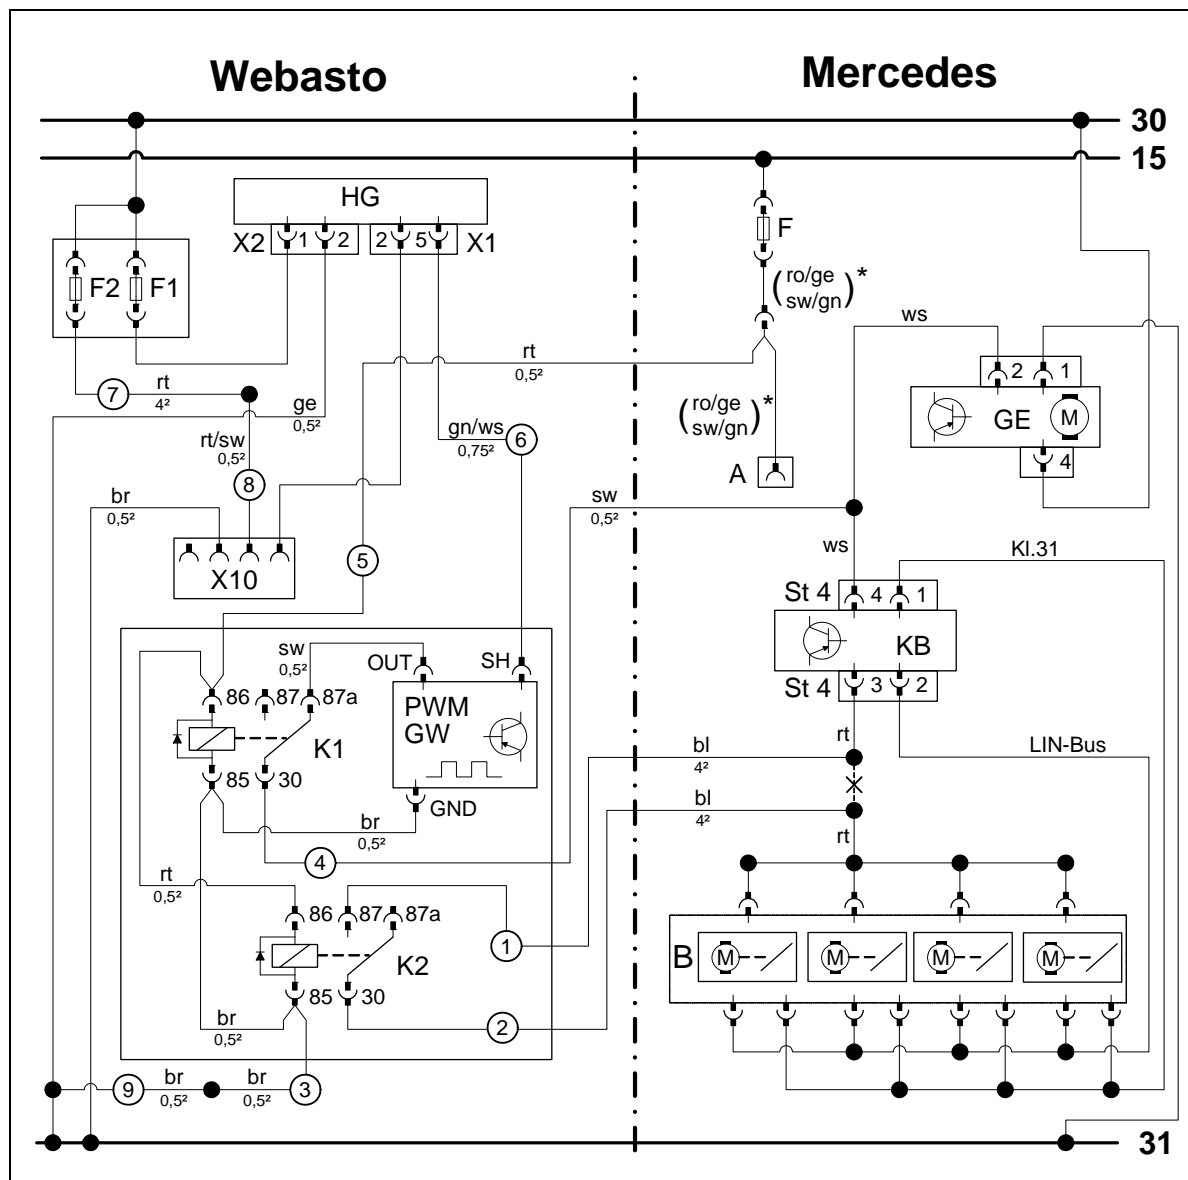 Webasto
Mercedes
30
15
HG
X2
1
2
2
5
X1
F
F2
F1
(ro/ge
sw/gn)*
ws
rt
0,5²
2
1
7
rt
4²
ge
0,5²
(ro/ge
sw/gn)*
GE
M
gn/ws
0,75²
6
rt/sw
0,5²
4
A
8
br
0,5²
sw
0,5²
ws
Kl.31
5
X10
St 4
4
1
KB
sw
0,5²
OUT
SH
St 4
3
2
86
87
87a
PWM
GW
K1
rt
LIN-Bus
bl
4²
85
30
GND
bl
4²
br
0,5²
rt
4
rt
0,5²
86
87
87a
1
K2
B
M
M
M
M
85
30
br
0,5²
2
9
br
0,5²
br
0,5²
3
31